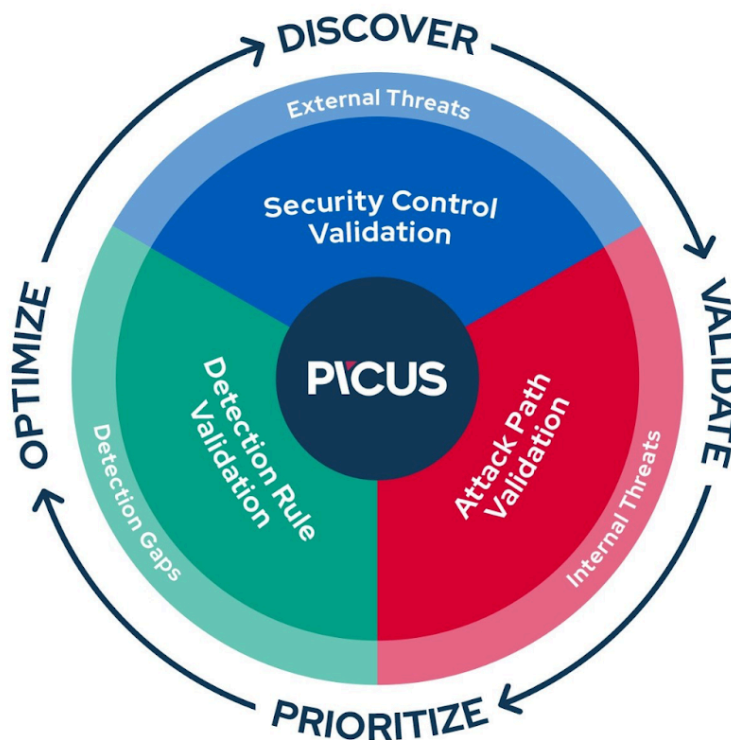 DISCOVER
External Threats
Security Control
Validation
OPTIMIZE
VALIDATE
PICUS
Detection Rule
Validation
Attack Path
Validation
Detection Gaps
Internal Threats
PRIORITIZE